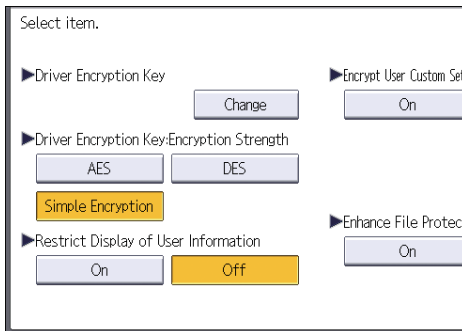 Select item.
▶Driver Encryption Key
Change
▶Driver Encryption Key:Encryption Strength
AES DES
Simple Encryption
▶Restrict Display of User Information
On Off
▶Encrypt User Custom Set
On
▶Enhance File Protec
On